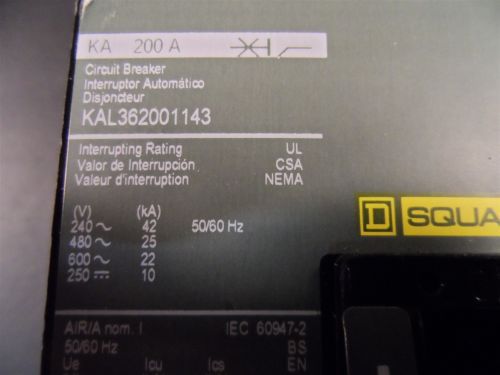 KA 200 A
Circuit Breaker
Interruptor Automático
Disjoncteur
KAL362001143
Interrupting Rating UL
Valor de Interrupción CSA
Valeur d'interruption NEMA
(V) (kA)
240 ~ 42 50/60 Hz
480 ~ 25
600 ~ 22
250 ⎓ 10
D SQUA
A/R/A nom. I IEC 60947-2
50/60 Hz BS
Ue Icu Ics EN